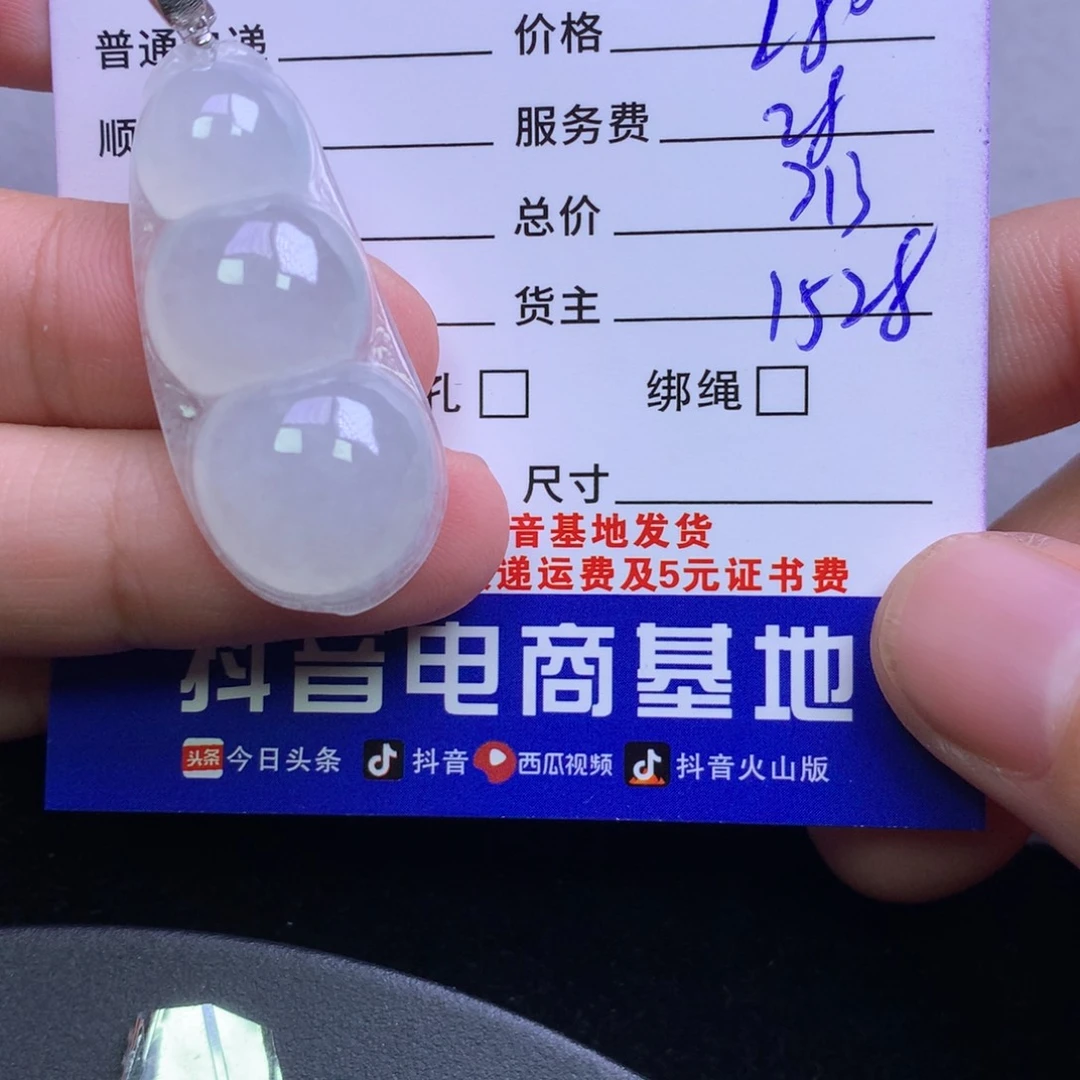 普通 递 价格
顺 服务费 28
总价 313
货主 1528
孔 绑绳
尺寸
音基地发货
递运费及5元证书费
抖音电商基地
头条 今日头条 抖音 西瓜视频 抖音火山版